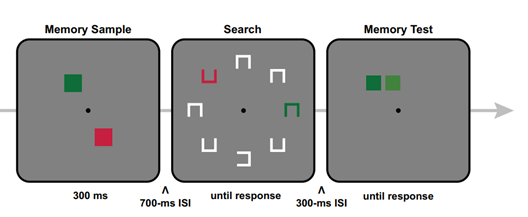 Memory Sample
Search
Memory Test
300 ms
700-ms ISI
until response
300-ms ISI
until response